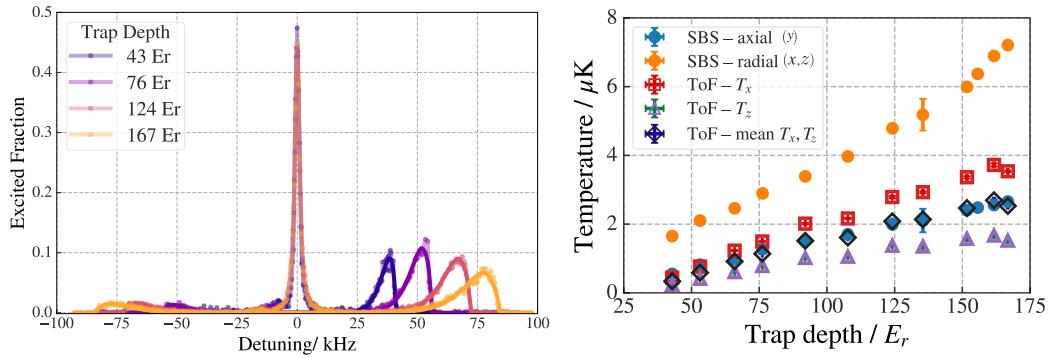 Trap Depth
43 Er
76 Er
124 Er
167 Er
Excited Fraction
0.5
0.4
0.3
0.2
0.1
0.0
−100
−75
−50
−25
0
25
50
75
100
Detuning/ kHz
SBS – axial (y)
SBS – radial (x,z)
ToF – Tx
ToF – Tz
ToF – mean Tx, Tz
Temperature / μK
8
6
4
2
0
25
50
75
100
125
150
175
Trap depth / Er